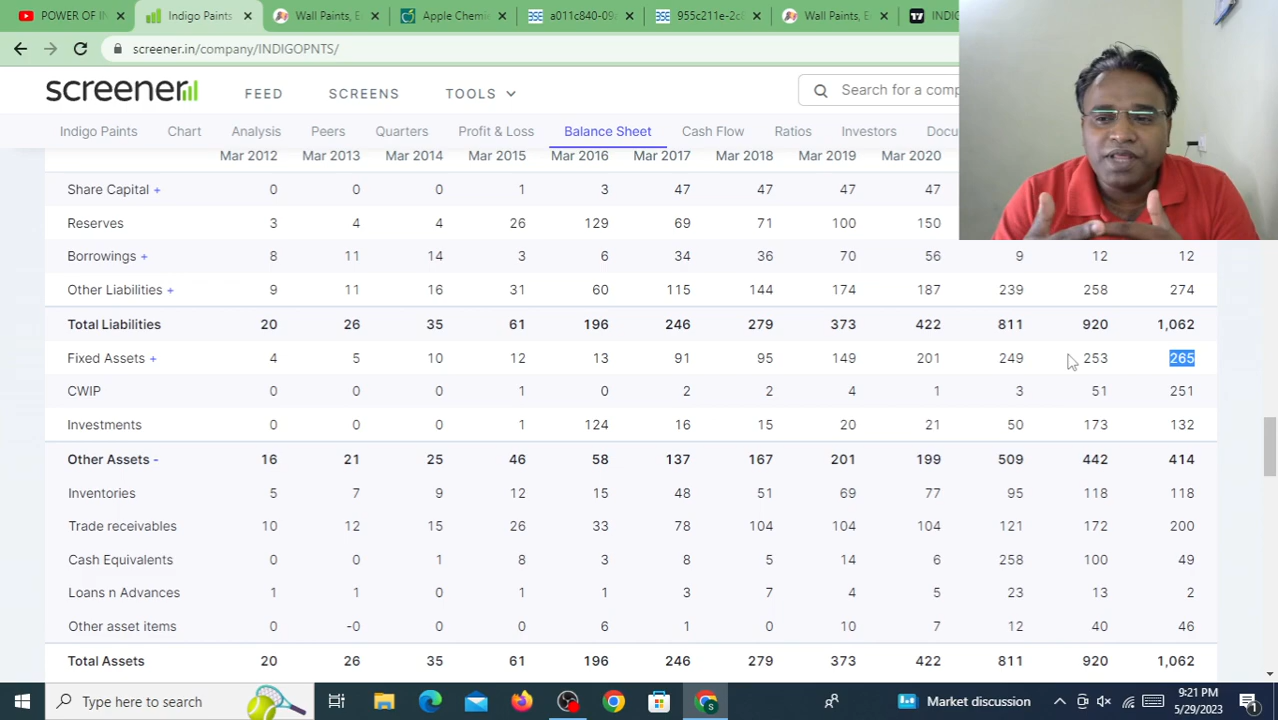 POWER OF IN
Indigo Paints
Wall Paints, E
Apple Chemic
a011c840-09a
955c211e-2c8
Wall Paints, E
INDIG
screener.in/company/INDIGOPNTS/
screener
FEED
SCREENS
TOOLS
Search for a comp
Indigo Paints Chart Analysis Peers Quarters Profit & Loss Balance Sheet Cash Flow Ratios Investors Docu
Mar 2012 Mar 2013 Mar 2014 Mar 2015 Mar 2016 Mar 2017 Mar 2018 Mar 2019 Mar 2020
Share Capital + 0 0 0 1 3 47 47 47 47
Reserves 3 4 4 26 129 69 71 100 150
Borrowings + 8 11 14 3 6 34 36 70 56 9 12 12
Other Liabilities + 9 11 16 31 60 115 144 174 187 239 258 274
Total Liabilities 20 26 35 61 196 246 279 373 422 811 920 1,062
Fixed Assets + 4 5 10 12 13 91 95 149 201 249 253 265
CWIP 0 0 0 1 0 2 2 4 1 3 51 251
Investments 0 0 0 1 124 16 15 20 21 50 173 132
Other Assets - 16 21 25 46 58 137 167 201 199 509 442 414
Inventories 5 7 9 12 15 48 51 69 77 95 118 118
Trade receivables 10 12 15 26 33 78 104 104 104 121 172 200
Cash Equivalents 0 0 1 8 3 8 5 14 6 258 100 49
Loans n Advances 1 1 0 1 1 3 7 4 5 23 13 2
Other asset items 0 -0 0 0 6 1 0 10 7 12 40 46
Total Assets 20 26 35 61 196 246 279 373 422 811 920 1,062
Type here to search
Market discussion
9:21 PM
5/29/2023